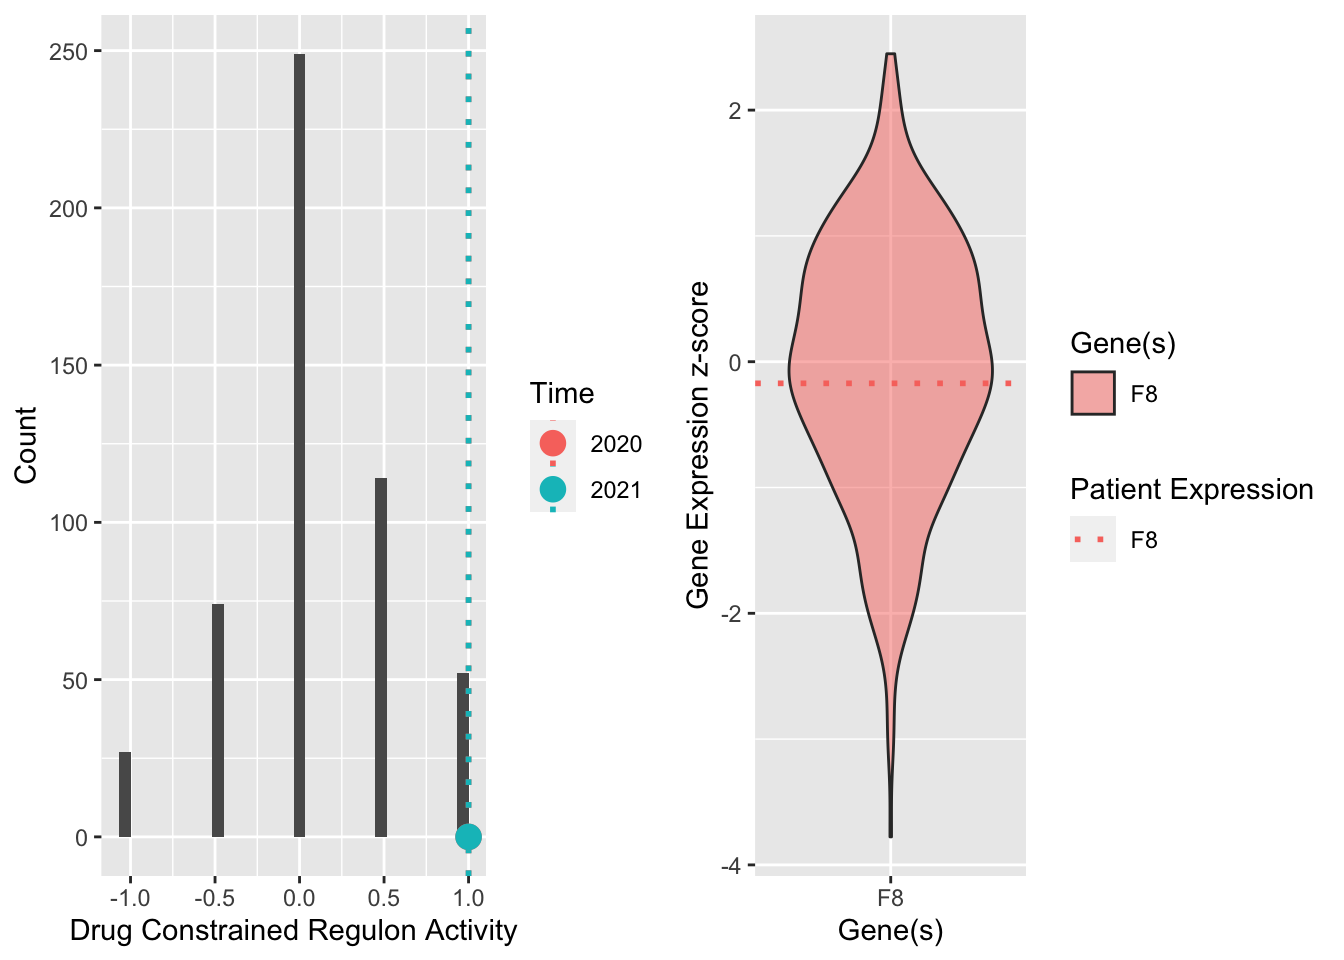 250
200
150
100
50
0
Count
-1.0 -0.5 0.0 0.5 1.0
Drug Constrained Regulon Activity
Time
2020
2021
2
0
-2
-4
Gene Expression z-score
F8
Gene(s)
Gene(s)
F8
Patient Expression
F8